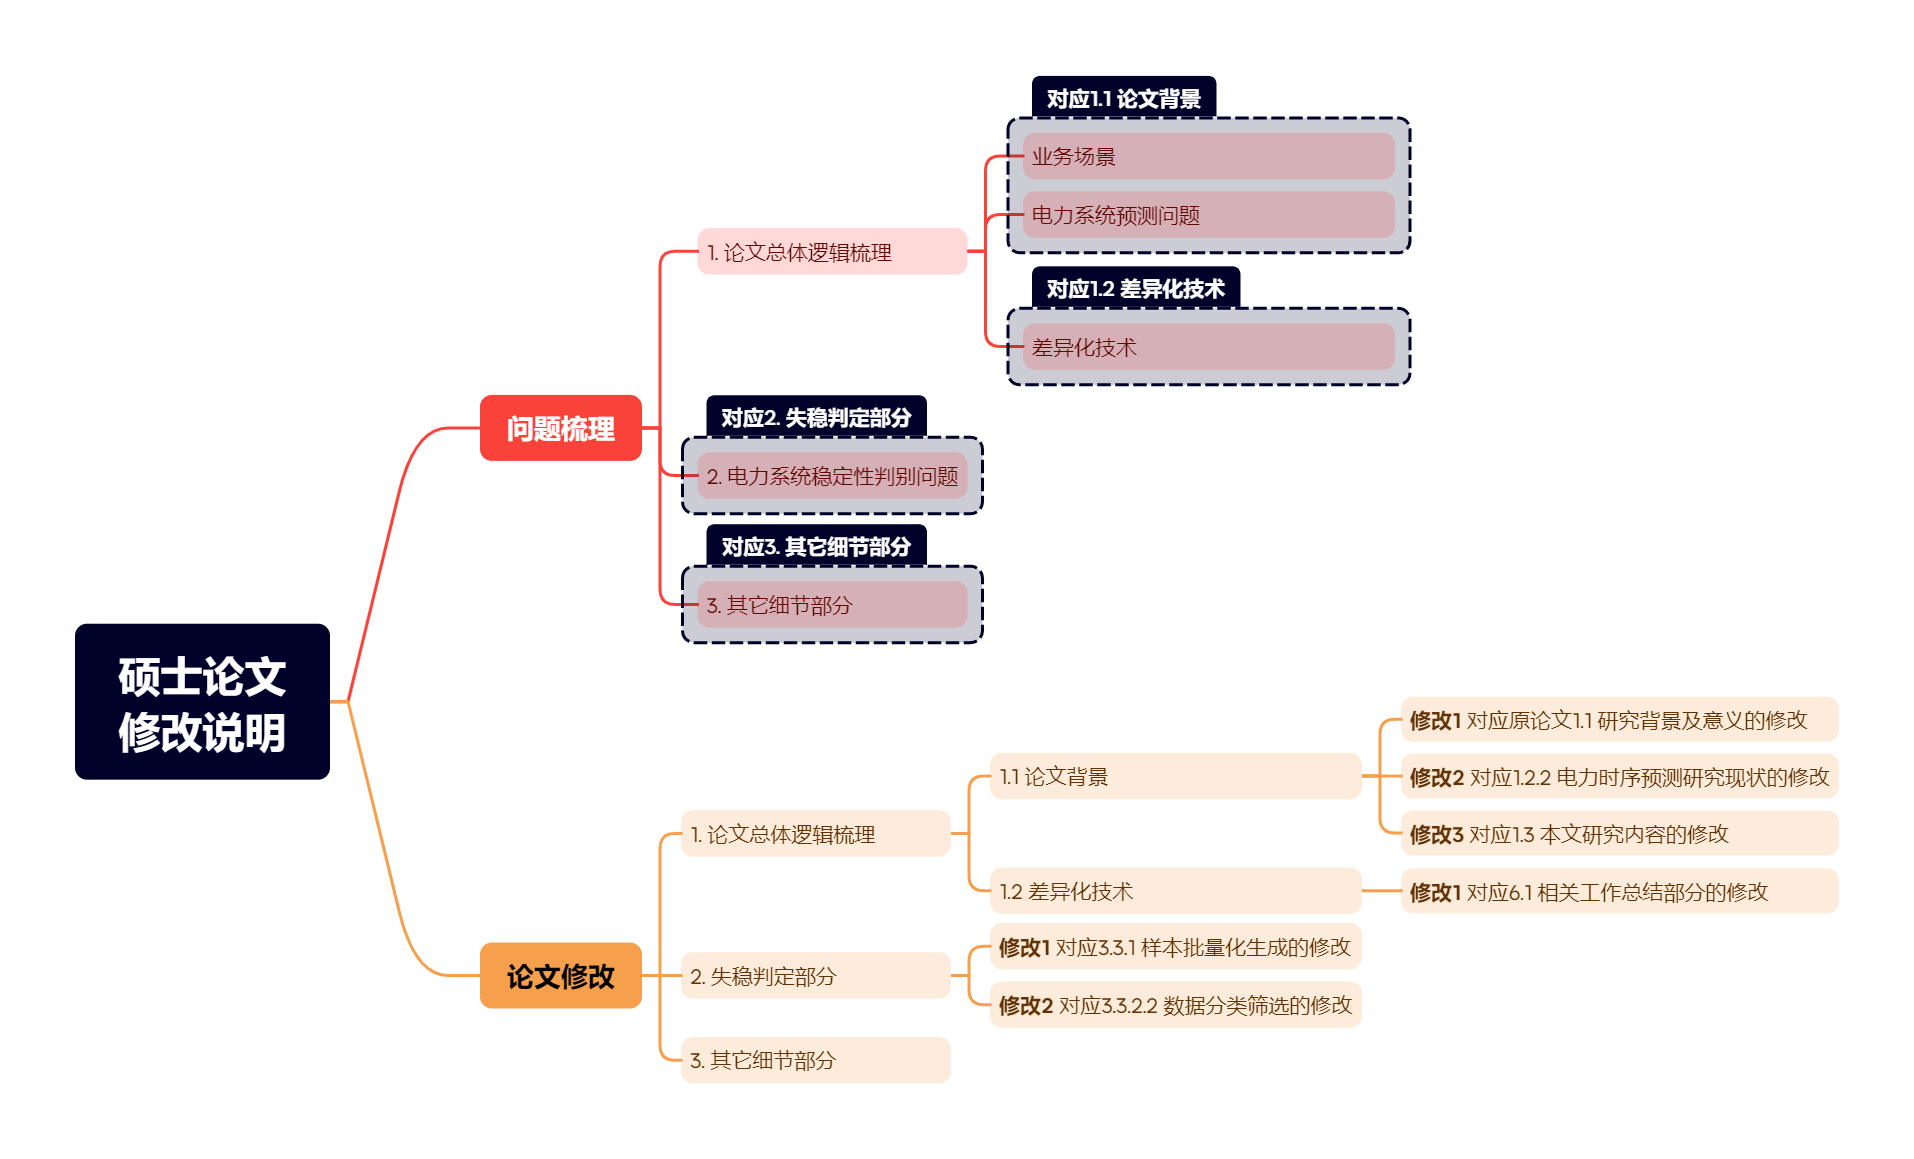 硕士论文
修改说明
问题梳理
1. 论文总体逻辑梳理
对应1.1 论文背景
业务场景
电力系统预测问题
对应1.2 差异化技术
差异化技术
对应2. 失稳判定部分
2. 电力系统稳定性判别问题
对应3. 其它细节部分
3. 其它细节部分
论文修改
1. 论文总体逻辑梳理
1.1 论文背景
修改1 对应原论文1.1 研究背景及意义的修改
修改2 对应1.2.2 电力时序预测研究现状的修改
修改3 对应1.3 本文研究内容的修改
1.2 差异化技术
修改1 对应6.1 相关工作总结部分的修改
2. 失稳判定部分
修改1 对应3.3.1 样本批量化生成的修改
修改2 对应3.3.2.2 数据分类筛选的修改
3. 其它细节部分